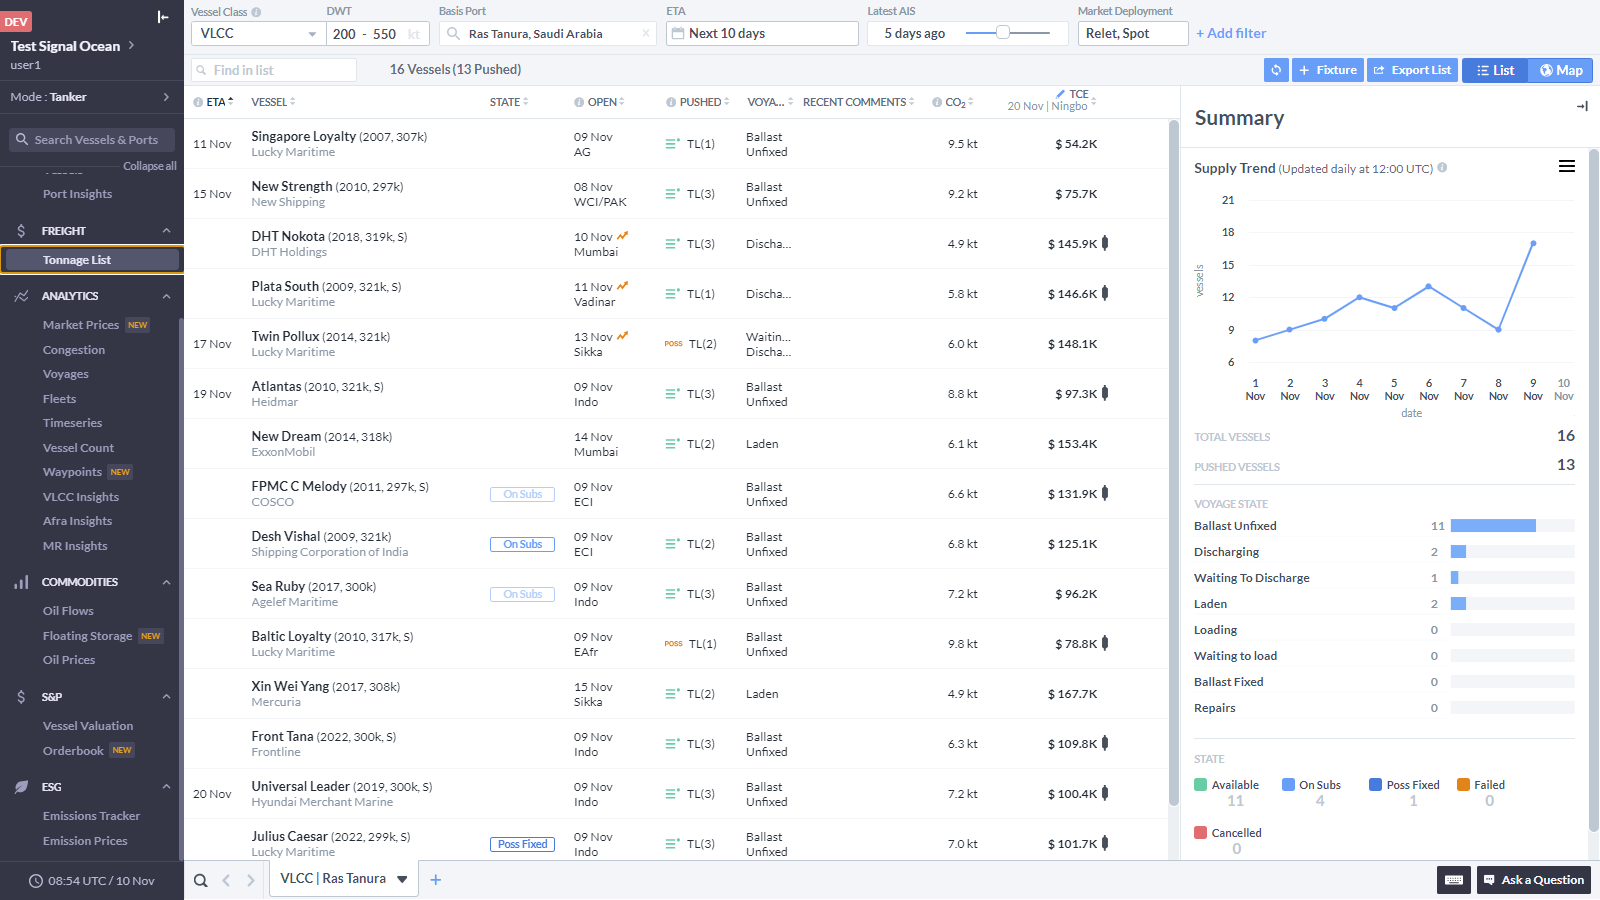 DEV
Test Signal Ocean
user1
Mode : Tanker
Search Vessels & Ports
Collapse all
Port Insights
FREIGHT
Tonnage List
ANALYTICS
Market Prices NEW
Congestion
Voyages
Fleets
Timeseries
Vessel Count
Waypoints NEW
VLCC Insights
Afra Insights
MR Insights
COMMODITIES
Oil Flows
Floating Storage NEW
Oil Prices
S&P
Vessel Valuation
Orderbook NEW
ESG
Emissions Tracker
Emission Prices
08:54 UTC / 10 Nov
Vessel Class DWT Basis Port ETA Latest AIS Market Deployment
VLCC 200 - 550 kt Ras Tanura, Saudi Arabia × Next 10 days 5 days ago Relet, Spot + Add filter
Find in list 16 Vessels (13 Pushed) + Fixture Export List List Map
ETA VESSEL STATE OPEN PUSHED VOYA... RECENT COMMENTS CO2 TCE
20 Nov | Ningbo
11 Nov Singapore Loyalty (2007, 307k) 09 Nov TL(1) Ballast 9.5 kt $ 54.2K
Lucky Maritime AG Unfixed
15 Nov New Strength (2010, 297k) 08 Nov TL(3) Ballast 9.2 kt $ 75.7K
New Shipping WCI/PAK Unfixed
DHT Nokota (2018, 319k, S) 10 Nov TL(3) Discha... 4.9 kt $ 145.9K
DHT Holdings Mumbai
Plata South (2009, 321k, S) 11 Nov TL(1) Discha... 5.8 kt $ 146.6K
Lucky Maritime Vadinar
17 Nov Twin Pollux (2014, 321k) 13 Nov POSS TL(2) Waitin... 6.0 kt $ 148.1K
Lucky Maritime Sikka Discha...
19 Nov Atlantas (2010, 321k, S) 09 Nov TL(3) Ballast 8.8 kt $ 97.3K
Heidmar Indo Unfixed
New Dream (2014, 318k) 14 Nov TL(2) Laden 6.1 kt $ 153.4K
ExxonMobil Mumbai
FPMC C Melody (2011, 297k, S) On Subs 09 Nov Ballast 6.6 kt $ 131.9K
COSCO ECI Unfixed
Desh Vishal (2009, 321k) On Subs 09 Nov TL(2) Ballast 6.8 kt $ 125.1K
Shipping Corporation of India ECI Unfixed
Sea Ruby (2017, 300k) On Subs 09 Nov TL(3) Ballast 7.2 kt $ 96.2K
Agelef Maritime Indo Unfixed
Baltic Loyalty (2010, 317k, S) 09 Nov POSS TL(1) Ballast 9.8 kt $ 78.8K
Lucky Maritime EAfr Unfixed
Xin Wei Yang (2017, 308k) 15 Nov TL(2) Laden 4.9 kt $ 167.7K
Mercuria Sikka
Front Tana (2022, 300k, S) 09 Nov TL(3) Ballast 6.3 kt $ 109.8K
Frontline Indo Unfixed
20 Nov Universal Leader (2019, 300k, S) 09 Nov TL(3) Ballast 7.2 kt $ 100.4K
Hyundai Merchant Marine Indo Unfixed
Julius Caesar (2022, 299k, S) Poss Fixed 09 Nov TL(3) Ballast 7.0 kt $ 101.7K
Lucky Maritime Indo Unfixed
VLCC | Ras Tanura +
Summary
Supply Trend (Updated daily at 12:00 UTC)
21
18
15
12
9
6
vessels
1 2 3 4 5 6 7 8 9 10
Nov Nov Nov Nov Nov Nov Nov Nov Nov Nov
date
TOTAL VESSELS 16
PUSHED VESSELS 13
VOYAGE STATE
Ballast Unfixed 11
Discharging 2
Waiting To Discharge 1
Laden 2
Loading 0
Waiting to load 0
Ballast Fixed 0
Repairs 0
STATE
Available On Subs Poss Fixed Failed
11 4 1 0
Cancelled
0
Ask a Question